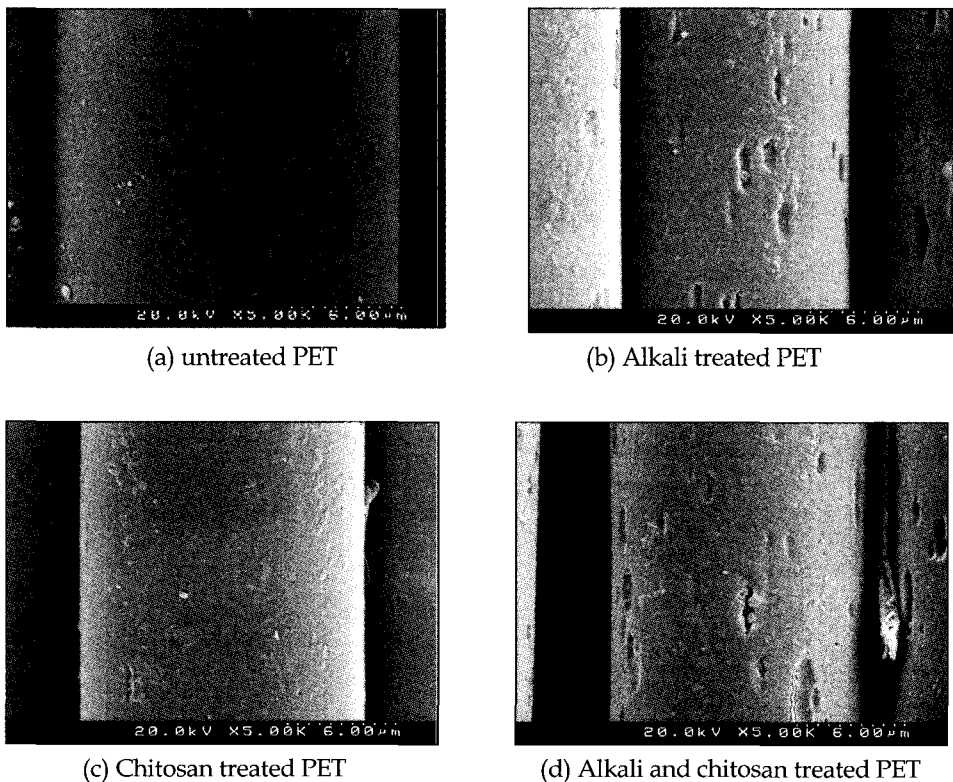 20.0kV X5.00K 6.00µm
20.0kV X5.00K 6.00µm
(a) untreated PET
(b) Alkali treated PET
20.0kV X5.00K 6.00µm
20.0kV X5.00K 6.00µm
(c) Chitosan treated PET
(d) Alkali and chitosan treated PET